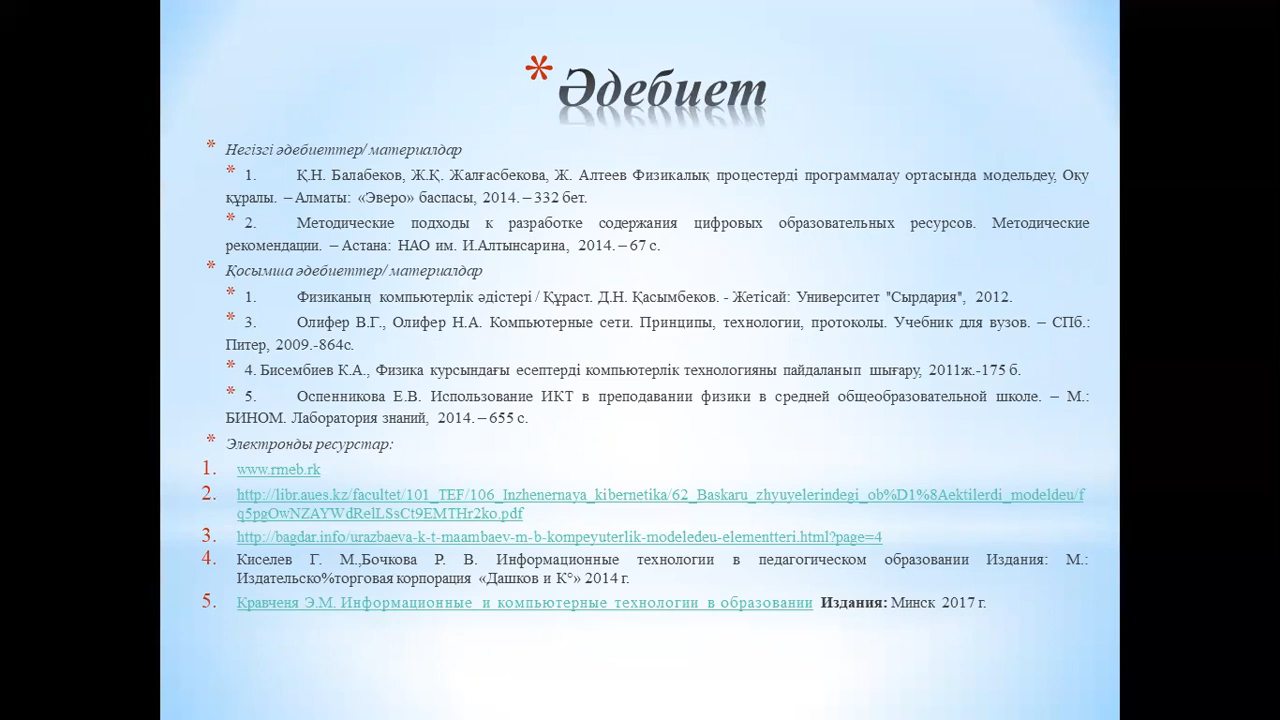 * Әдебиет
* Негізгі әдебиеттер/ материалдар
* 1. Қ.Н. Балабеков, Ж.Қ. Жалғасбекова, Ж. Алтеев Физикалық процестерді программалау ортасында модельдеу, Оқу
құралы. – Алматы: «Эверо» баспасы, 2014. – 332 бет.
* 2. Методические подходы к разработке содержания цифровых образовательных ресурсов. Методические
рекомендации. – Астана: НАО им. И.Алтынсарина, 2014. – 67 с.
* Қосымша әдебиеттер/ материалдар
* 1. Физиканың компьютерлік әдістері / Құраст. Д.Н. Қасымбеков. - Жетісай: Университет "Сырдария", 2012.
* 3. Олифер В.Г., Олифер Н.А. Компьютерные сети. Принципы, технологии, протоколы. Учебник для вузов. – СПб.:
Питер, 2009.-864с.
* 4. Бисембиев К.А., Физика курсындағы есептерді компьютерлік технологияны пайдаланып шығару, 2011ж.-175 б.
* 5. Оспенникова Е.В. Использование ИКТ в преподавании физики в средней общеобразовательной школе. – М.:
БИНОМ. Лаборатория знаний, 2014. – 655 с.
* Электронды ресурстар:
1. www.rmeb.rk
2. http://libr.aues.kz/facultet/101_TEF/106_Inzhenernaya_kibernetika/62_Baskaru_zhyuyelerindegi_ob%D1%8Aektilerdi_modeldeu/f
q5pgOwNZAYWdRelLSsCt9EMTHr2ko.pdf
3. http://bagdar.info/urazbaeva-k-t-maambaev-m-b-kompeyuterlik-modeledeu-elementteri.html?page=4
4. Киселев Г. М.,Бочкова Р. В. Информационные технологии в педагогическом образовании Издания: М.:
Издательско%торговая корпорация «Дашков и К°» 2014 г.
5. Кравченя Э.М. Информационные и компьютерные технологии в образовании Издания: Минск 2017 г.